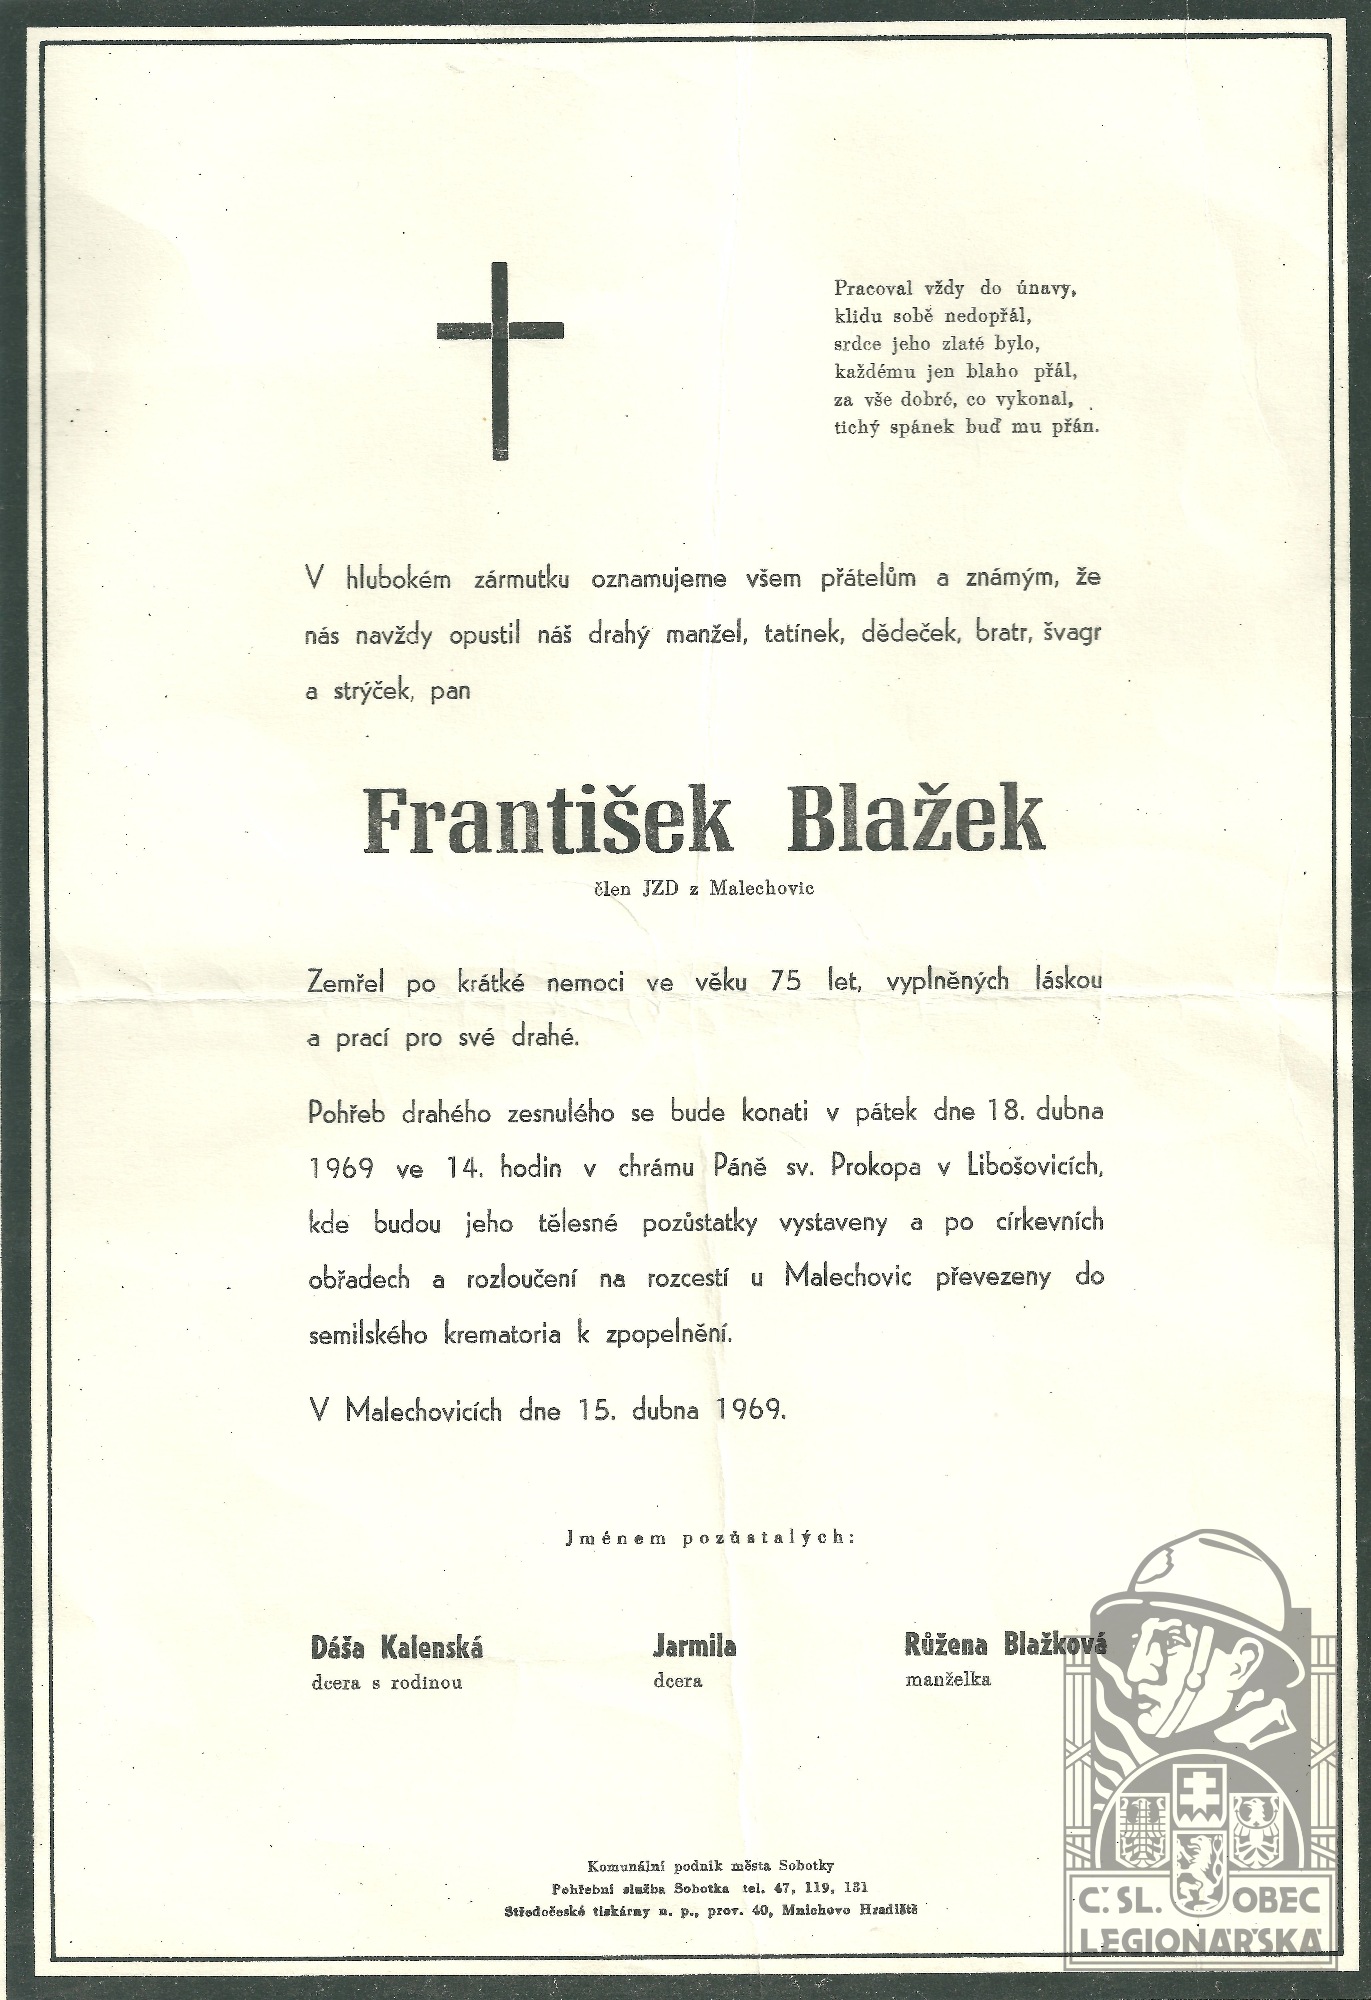 Pracoval vždy do únavy,
klidu sobě nedopřál,
srdce jeho zlaté bylo,
každému jen blaho přál,
za vše dobré, co vykonal,
tichý spánek buď mu přán.
V hlubokém zármutku oznamujeme všem přátelům a známým, že
nás navždy opustil náš drahý manžel, tatínek, dědeček, bratr, švagr
a strýček, pan
František Blažek
člen JZD z Malechovic
Zemřel po krátké nemoci ve věku 75 let, vyplněných láskou
a prací pro své drahé.
Pohřeb drahého zesnulého se bude konati v pátek dne 18. dubna
1969 ve 14. hodin v chrámu Páně sv. Prokopa v Libošovicích,
kde budou jeho tělesné pozůstatky vystaveny a po církevních
obřadech a rozloučení na rozcestí u Malechovic převezeny do
semilského krematoria k zpopelnění.
V Malechovicích dne 15. dubna 1969.
Jménem pozůstalých:
Dáša Kalenská
dcera s rodinou
Jarmila
dcera
Růžena Blažková
manželka
Komunální podnik města Sobotky
Pohřební služba Sobotka tel. 47, 119, 131
Středočeské tiskárny n. p., prov. 40, Mnichovo Hradiště
Č. SL. OBEC
LEGIONÁŘSKÁ